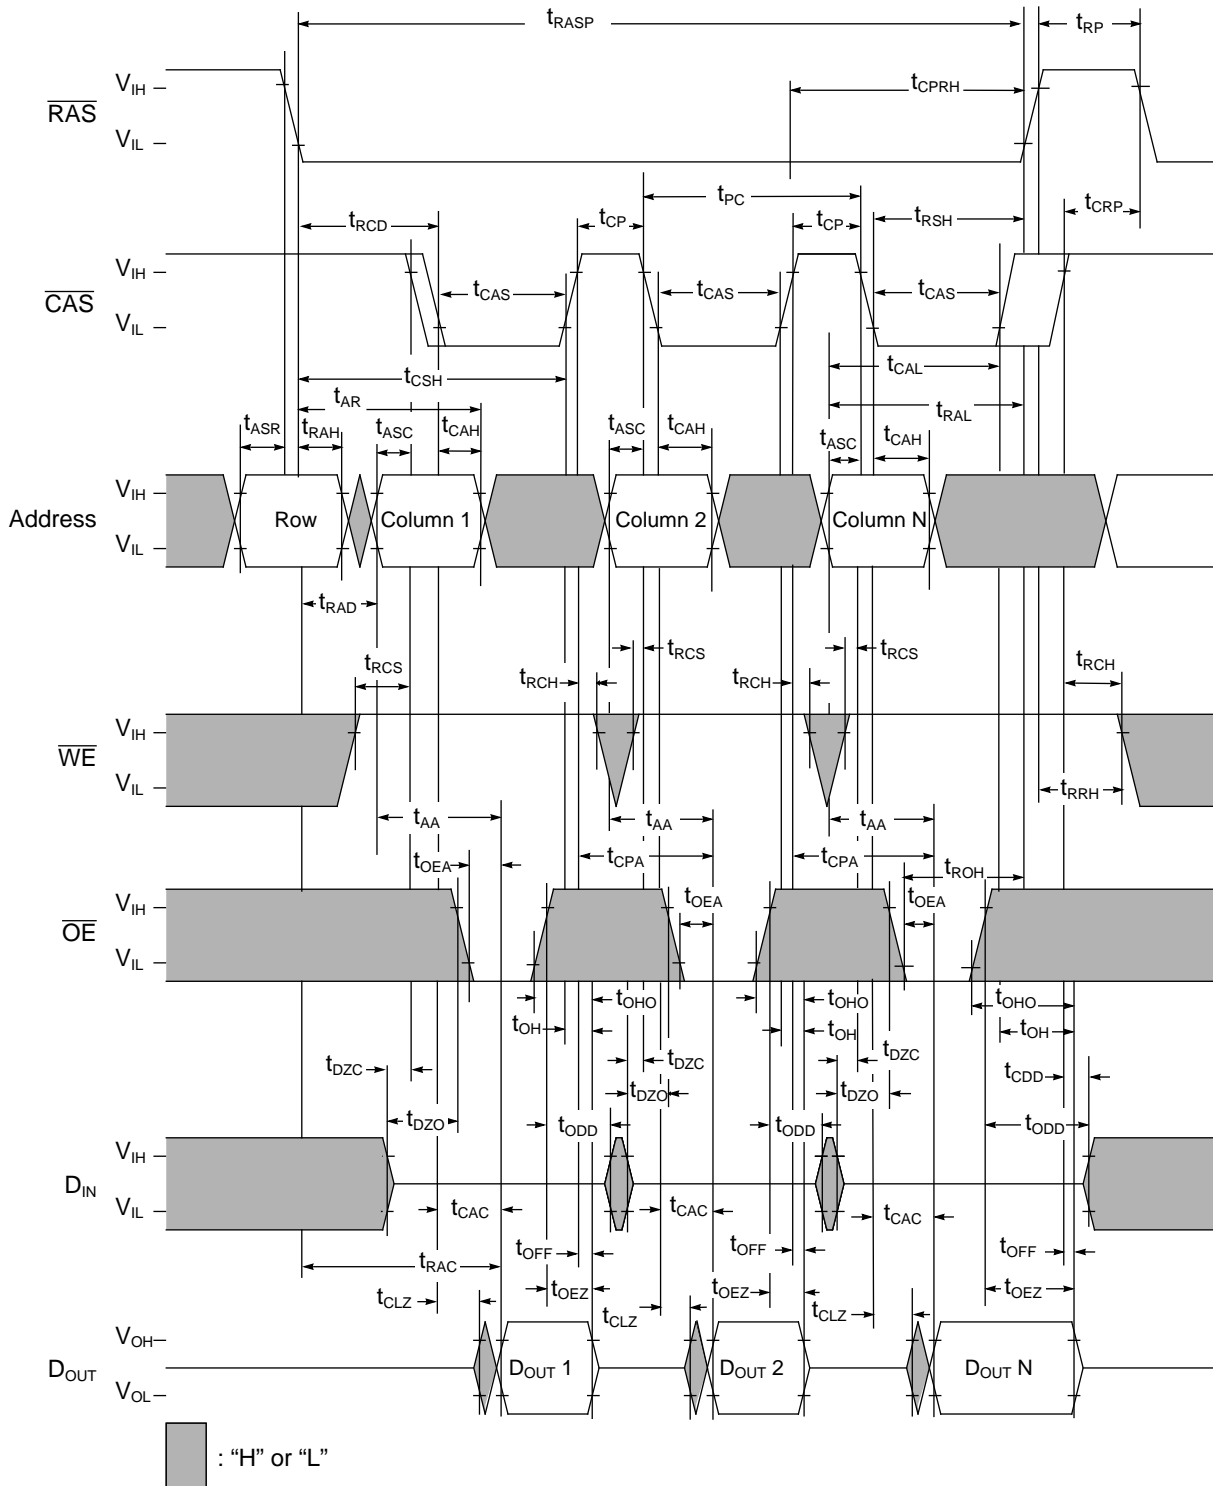 tRASP
tRP
VIH
RAS
VIL
tCPRH
tPC
tCRP
tRCD
tCP
tCP
tRSH
VIH
CAS
VIL
tCAS
tCAS
tCAS
tCAL
tCSH
tAR
tRAL
tASR
tRAH
tASC
tCAH
tASC
tCAH
tASC
tCAH
VIH
Address
VIL
Row
Column 1
Column 2
Column N
tRAD
tRCS
tRCS
tRCS
tRCH
tRCH
tRCH
VIH
WE
VIL
tRRH
tAA
tAA
tAA
tOEA
tCPA
tCPA
tROH
tOEA
tOEA
VIH
OE
VIL
tOHO
tOHO
tOHO
tOH
tOH
tOH
tDZC
tDZC
tDZC
tCDD
tDZO
tDZO
tDZO
tODD
tODD
tODD
VIH
DIN
VIL
tCAC
tCAC
tCAC
tOFF
tOFF
tOFF
tRAC
tOEZ
tOEZ
tOEZ
tCLZ
tCLZ
tCLZ
VOH
DOUT
VOL
DOUT 1
DOUT 2
DOUT N
: “H” or “L”